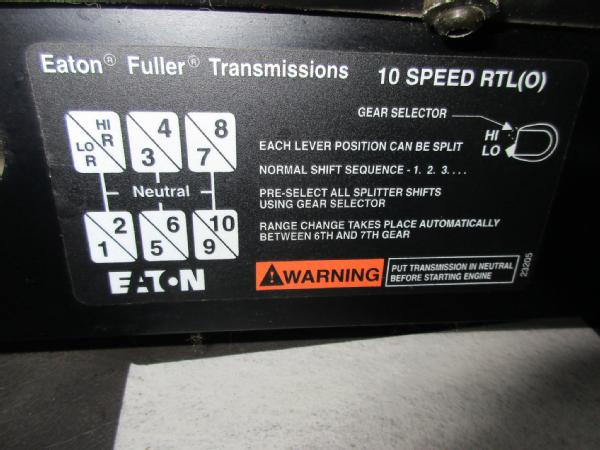 Eaton® Fuller® Transmissions 10 SPEED RTL(O)
GEAR SELECTOR
HI
LO
HI
R
LO
R
4
3
8
7
Neutral
2
1
6
5
10
9
EACH LEVER POSITION CAN BE SPLIT
NORMAL SHIFT SEQUENCE - 1. 2. 3. . . .
PRE-SELECT ALL SPLITTER SHIFTS
USING GEAR SELECTOR
RANGE CHANGE TAKES PLACE AUTOMATICALLY
BETWEEN 6TH AND 7TH GEAR
EATON
WARNING
PUT TRANSMISSION IN NEUTRAL
BEFORE STARTING ENGINE
23205